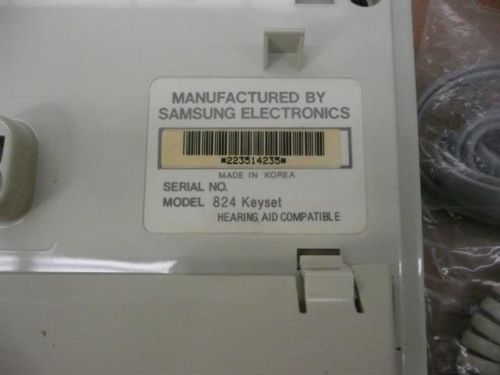 MANUFACTURED BY
SAMSUNG ELECTRONICS
*223514235*
MADE IN KOREA
SERIAL NO.
MODEL 824 Keyset
HEARING AID COMPATIBLE